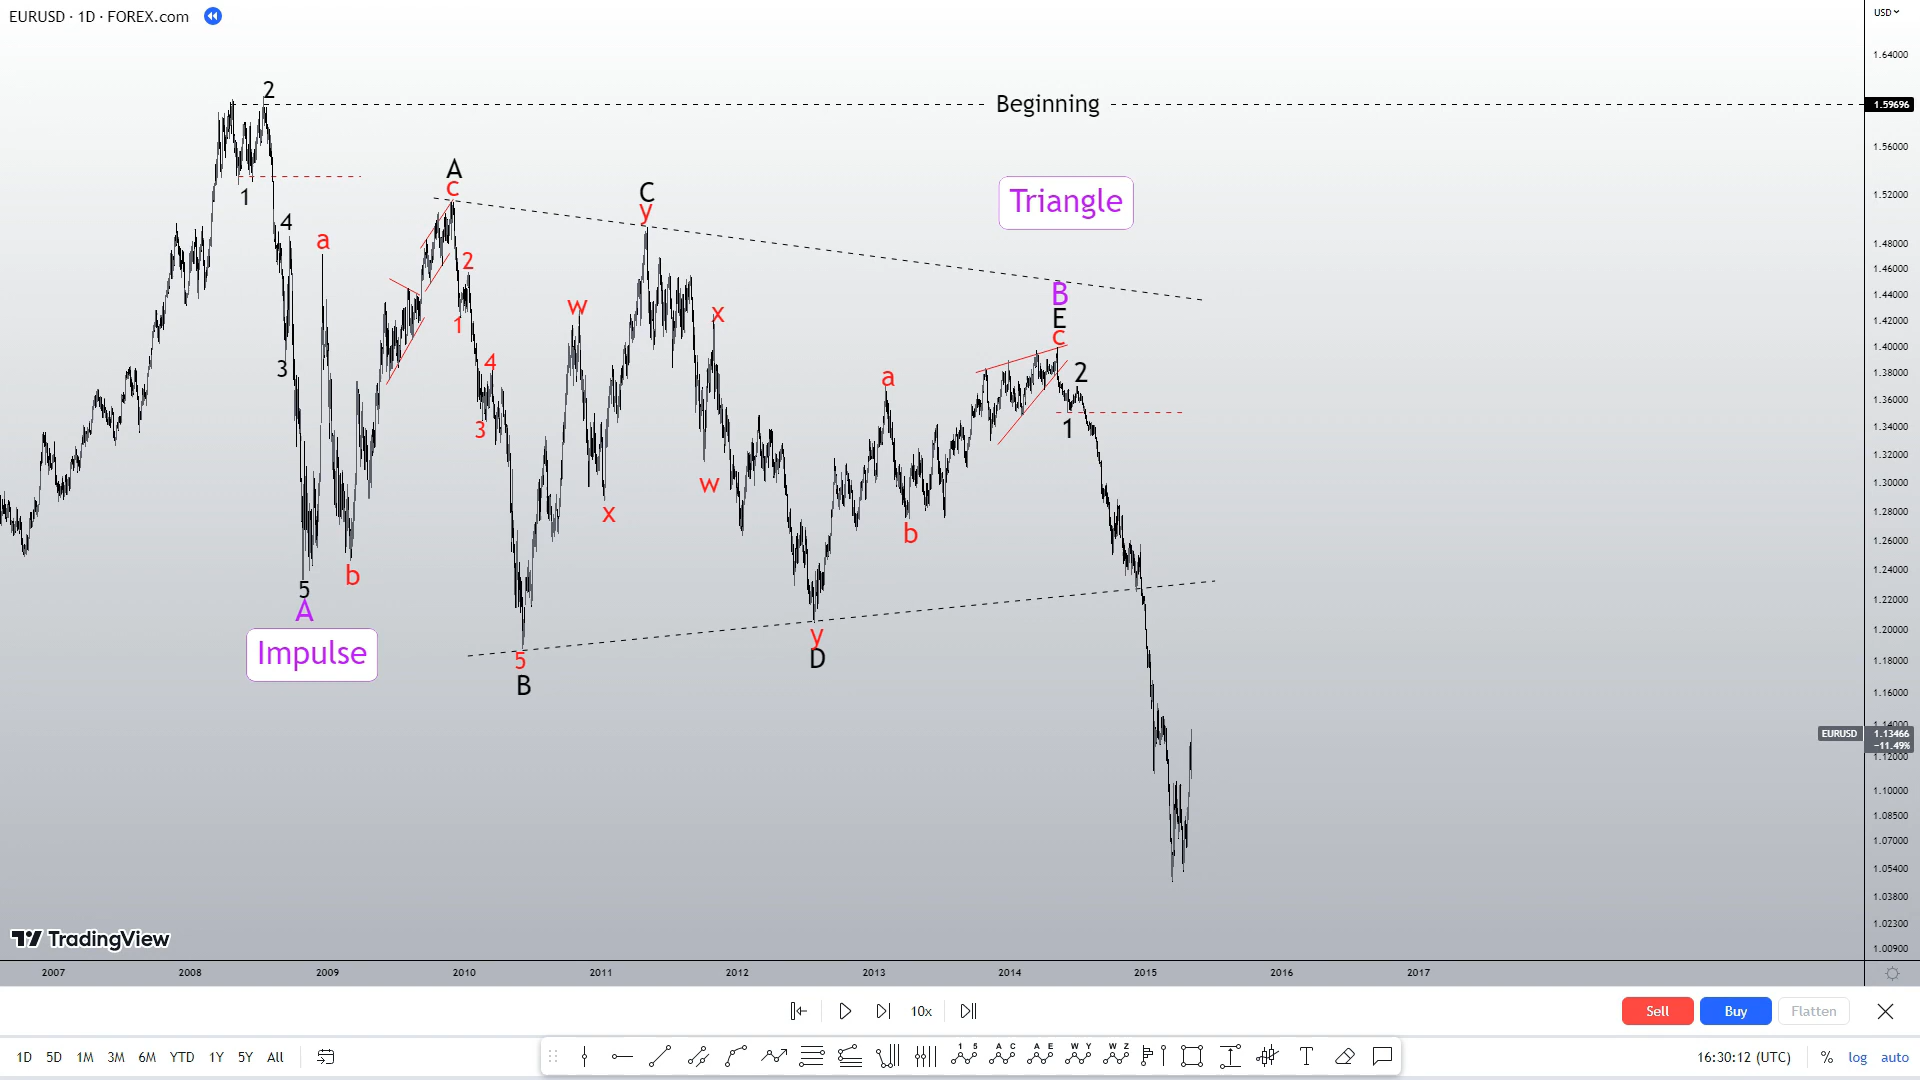 EURUSD · 1D · FOREX.com
USD
1.64000
2
Beginning
1.59696
1.56000
1
A
c
C
y
Triangle
1.52000
4
a
2
1.48000
1.46000
B
E
c
1.44000
w
x
1
1.42000
3
4
2
1.40000
a
1.38000
1.36000
3
1
1.34000
1.32000
w
1.30000
x
b
1.28000
1.26000
b
1.24000
5
A
1.22000
Impulse
y
D
1.20000
5
B
1.18000
1.16000
1.14000
EURUSD
1.13466
−11.49%
1.12000
1.10000
1.08500
1.07000
1.05400
1.03800
1.02300
1.00900
TradingView
2007 2008 2009 2010 2011 2012 2013 2014 2015 2016 2017
10x
Sell Buy Flatten
1D 5D 1M 3M 6M YTD 1Y 5Y All
1 5 A C A E W Y W Z
T
16:30:12 (UTC) % log auto